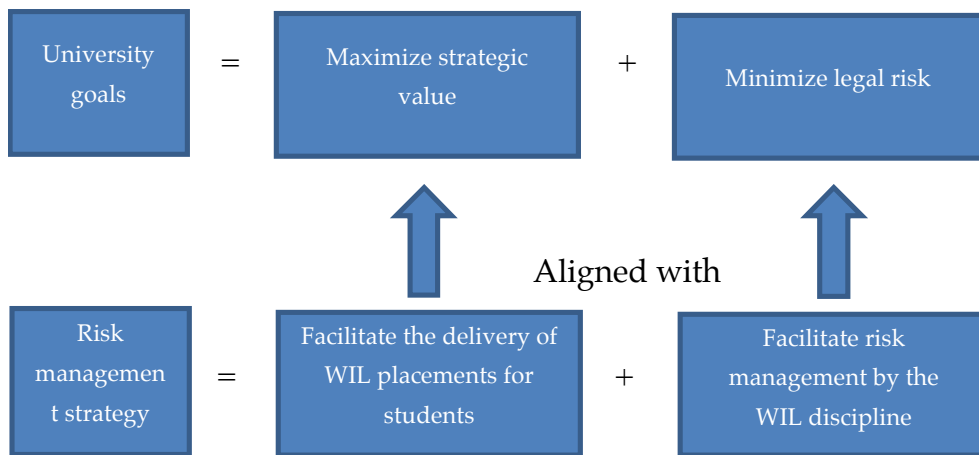 University
goals
=
Maximize strategic
value
+
Minimize legal risk
Aligned with
Risk
managemen
t strategy
=
Facilitate the delivery of
WIL placements for
students
+
Facilitate risk
management by the
WIL discipline